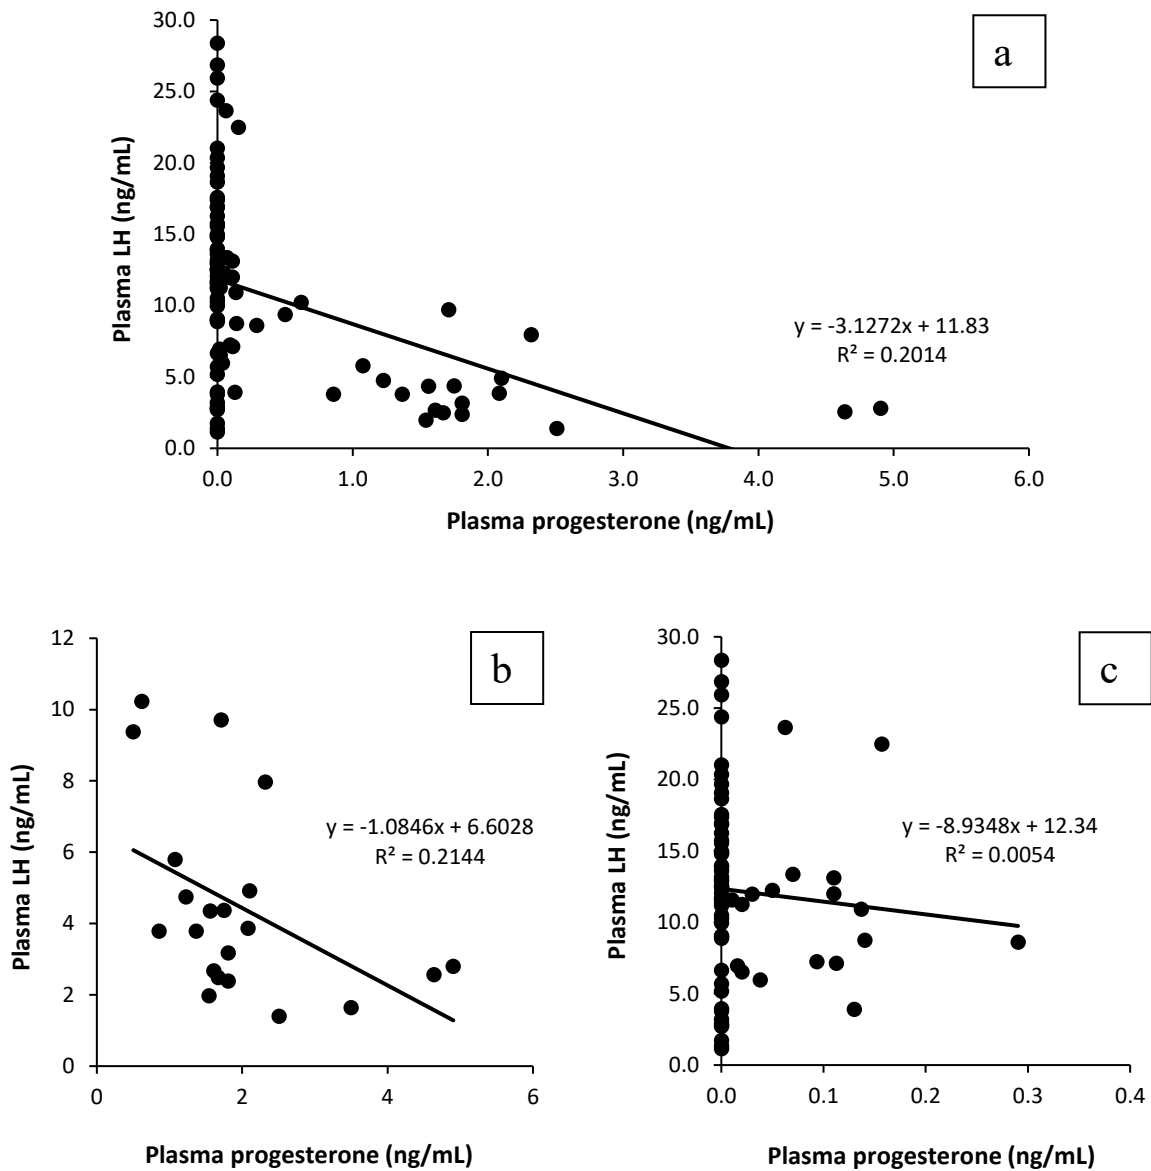 a
30.0
25.0
20.0
15.0
10.0
5.0
0.0
Plasma LH (ng/mL)
y = -3.1272x + 11.83
R² = 0.2014
0.0 1.0 2.0 3.0 4.0 5.0 6.0
Plasma progesterone (ng/mL)
b
12
10
8
6
4
2
0
Plasma LH (ng/mL)
y = -1.0846x + 6.6028
R² = 0.2144
0 2 4 6
Plasma progesterone (ng/mL)
c
30.0
25.0
20.0
15.0
10.0
5.0
0.0
Plasma LH (ng/mL)
y = -8.9348x + 12.34
R² = 0.0054
0.0 0.1 0.2 0.3 0.4
Plasma progesterone (ng/mL)